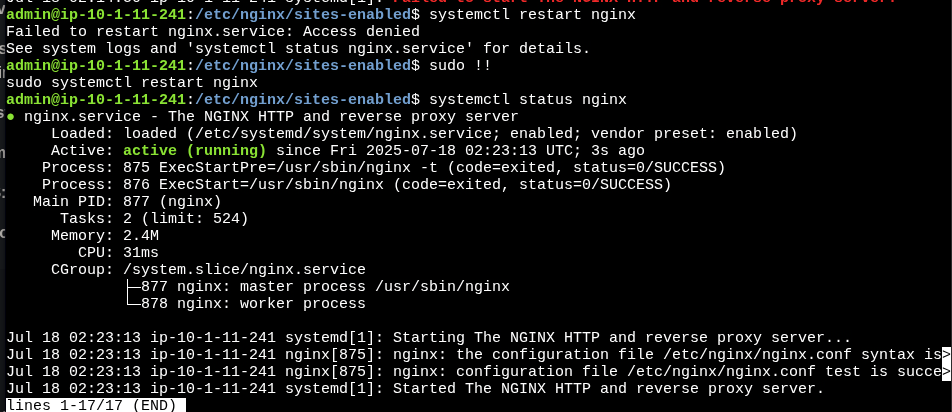 Failed to start The NGINX HTTP and reverse proxy server.
admin@ip-10-1-11-241:/etc/nginx/sites-enabled$ systemctl restart nginx
Failed to restart nginx.service: Access denied
See system logs and 'systemctl status nginx.service' for details.
admin@ip-10-1-11-241:/etc/nginx/sites-enabled$ sudo !!
sudo systemctl restart nginx
admin@ip-10-1-11-241:/etc/nginx/sites-enabled$ systemctl status nginx
● nginx.service - The NGINX HTTP and reverse proxy server
     Loaded: loaded (/etc/systemd/system/nginx.service; enabled; vendor preset: enabled)
     Active: active (running) since Fri 2025-07-18 02:23:13 UTC; 3s ago
    Process: 875 ExecStartPre=/usr/sbin/nginx -t (code=exited, status=0/SUCCESS)
    Process: 876 ExecStart=/usr/sbin/nginx (code=exited, status=0/SUCCESS)
   Main PID: 877 (nginx)
      Tasks: 2 (limit: 524)
     Memory: 2.4M
        CPU: 31ms
     CGroup: /system.slice/nginx.service
             ├─877 nginx: master process /usr/sbin/nginx
             └─878 nginx: worker process
Jul 18 02:23:13 ip-10-1-11-241 systemd[1]: Starting The NGINX HTTP and reverse proxy server...
Jul 18 02:23:13 ip-10-1-11-241 nginx[875]: nginx: the configuration file /etc/nginx/nginx.conf syntax is>
Jul 18 02:23:13 ip-10-1-11-241 nginx[875]: nginx: configuration file /etc/nginx/nginx.conf test is succe>
Jul 18 02:23:13 ip-10-1-11-241 systemd[1]: Started The NGINX HTTP and reverse proxy server.
lines 1-17/17 (END)